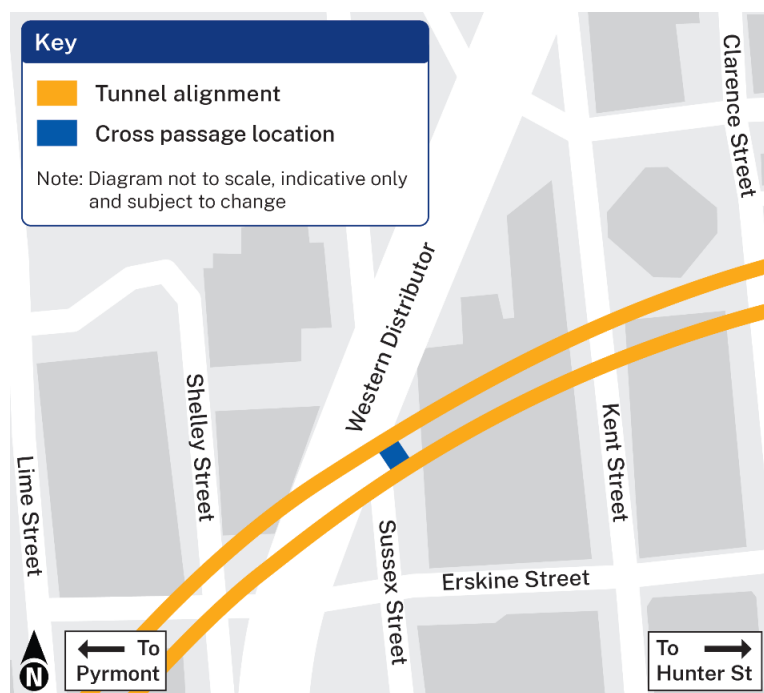 Key
Tunnel alignment
Cross passage location
Note: Diagram not to scale, indicative only
and subject to change
Clarence Street
Western Distributor
Shelley Street
Lime Street
Kent Street
Sussex Street
Erskine Street
N
To
Pyrmont
To
Hunter St